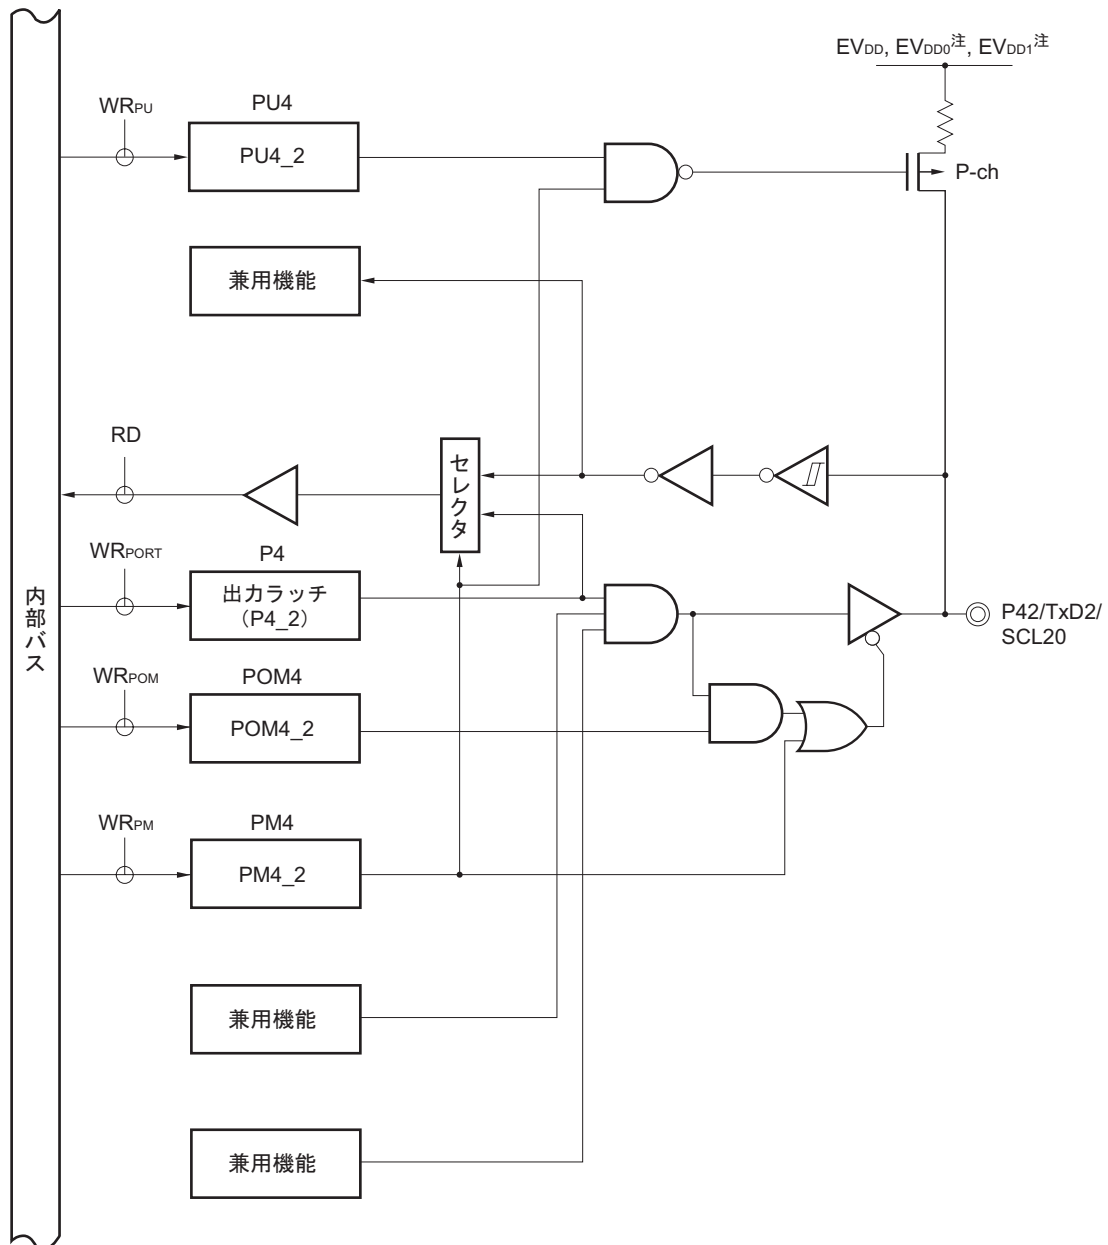 EVDD, EVDD0注, EVDD1注
WRPU
PU4
PU4_2
P-ch
兼用機能
RD
セレクタ
WRPORT
P4
出力ラッチ
(P4_2)
内部バス
P42/TxD2/
SCL20
WRPOM
POM4
POM4_2
WRPM
PM4
PM4_2
兼用機能
兼用機能